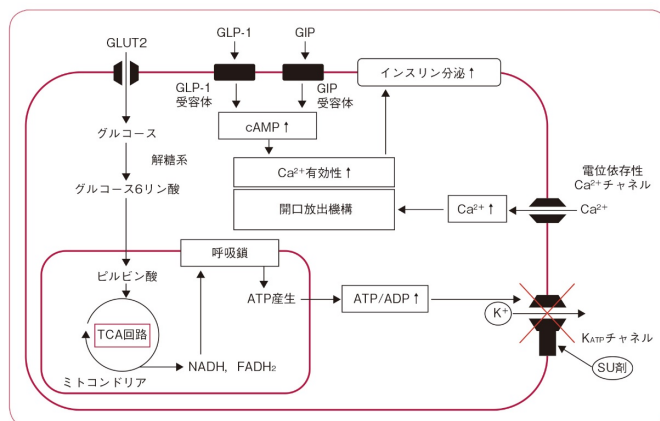 GLUT2
GLP-1
GIP
インスリン分泌↑
GLP-1
受容体
GIP
受容体
グルコース
cAMP↑
解糖系
Ca²⁺有効性↑
電位依存性
Ca²⁺チャネル
グルコース6リン酸
開口放出機構
Ca²⁺↑
Ca²⁺
呼吸鎖
ピルビン酸
ATP産生
ATP/ADP↑
K⁺
TCA回路
KATPチャネル
ミトコンドリア
NADH, FADH₂
SU剤